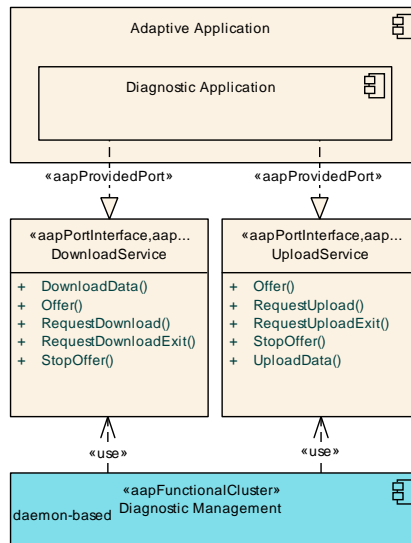 Adaptive Application
Diagnostic Application
«aapProvidedPort» «aapProvidedPort»
«aapPortInterface,aap...
DownloadService
+ DownloadData()
+ Offer()
+ RequestDownload()
+ RequestDownloadExit()
+ StopOffer()
«aapPortInterface,aap...
UploadService
+ Offer()
+ RequestUpload()
+ RequestUploadExit()
+ StopOffer()
+ UploadData()
«use» «use»
«aapFunctionalCluster»
Diagnostic Management
daemon-based